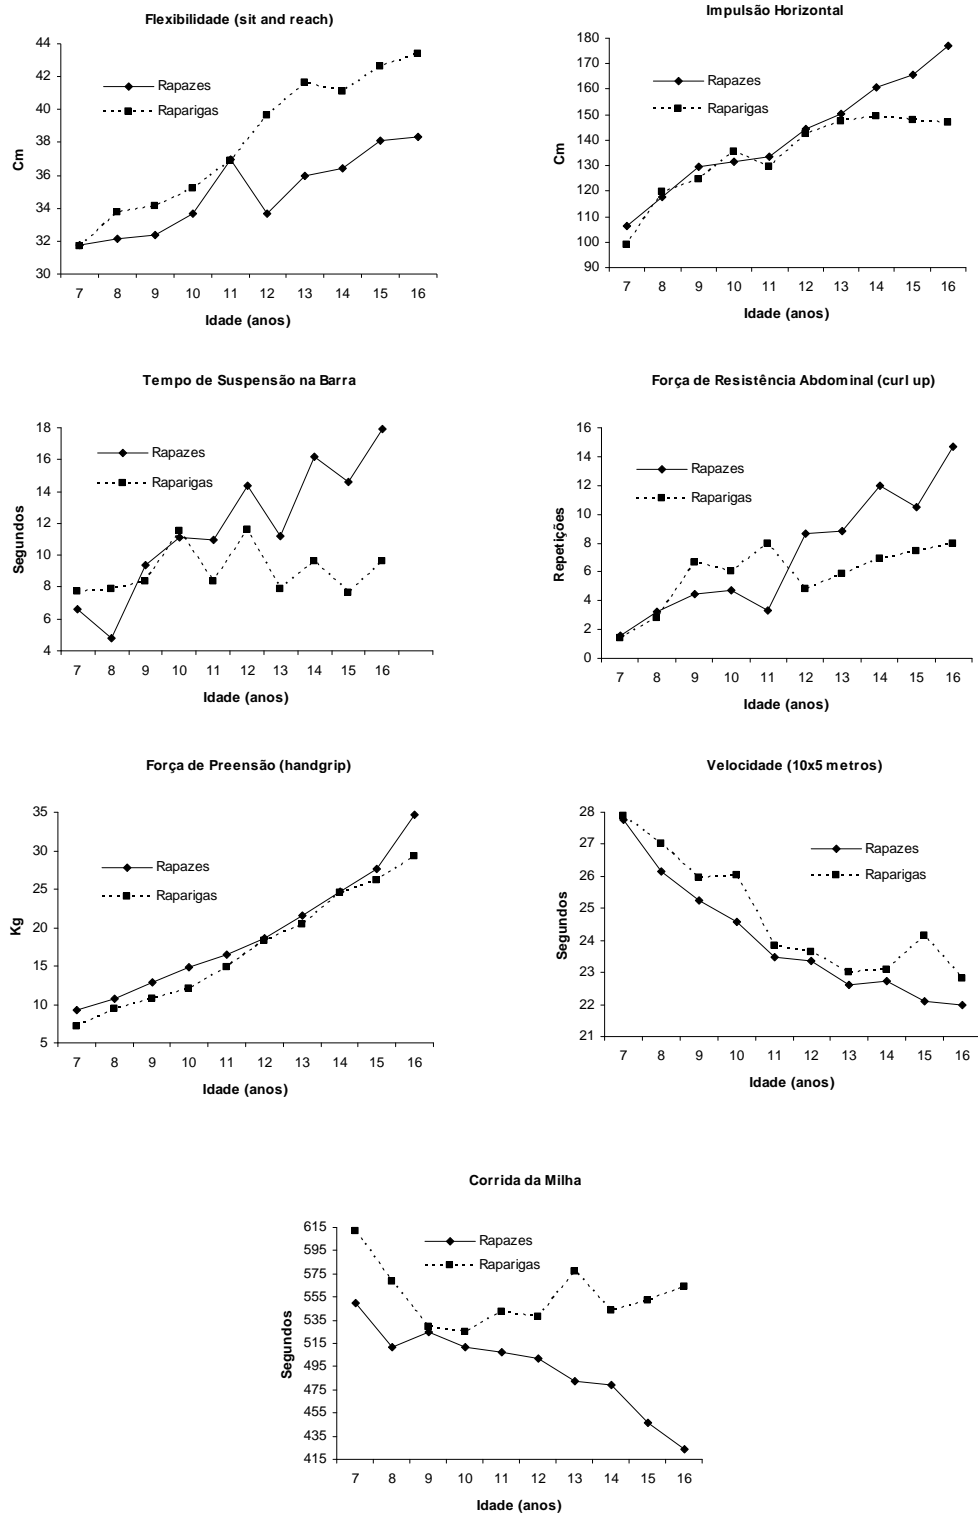 Flexibilidade (sit and reach)
44
42
40
38
36
34
32
30
Cm
Rapazes
Raparigas
7 8 9 10 11 12 13 14 15 16
Idade (anos)
Impulsão Horizontal
180
170
160
150
140
130
120
110
100
90
Cm
Rapazes
Raparigas
7 8 9 10 11 12 13 14 15 16
Idade (anos)
Tempo de Suspensão na Barra
18
16
14
12
10
8
6
4
Segundos
Rapazes
Raparigas
7 8 9 10 11 12 13 14 15 16
Idade (anos)
Força de Resistência Abdominal (curl up)
16
14
12
10
8
6
4
2
0
Repetições
Rapazes
Raparigas
7 8 9 10 11 12 13 14 15 16
Idade (anos)
Força de Preensão (handgrip)
35
30
25
20
15
10
5
Kg
Rapazes
Raparigas
7 8 9 10 11 12 13 14 15 16
Idade (anos)
Velocidade (10x5 metros)
28
27
26
25
24
23
22
21
Segundos
Rapazes
Raparigas
7 8 9 10 11 12 13 14 15 16
Idade (anos)
Corrida da Milha
615
595
575
555
535
515
495
475
455
435
415
Segundos
Rapazes
Raparigas
7 8 9 10 11 12 13 14 15 16
Idade (anos)